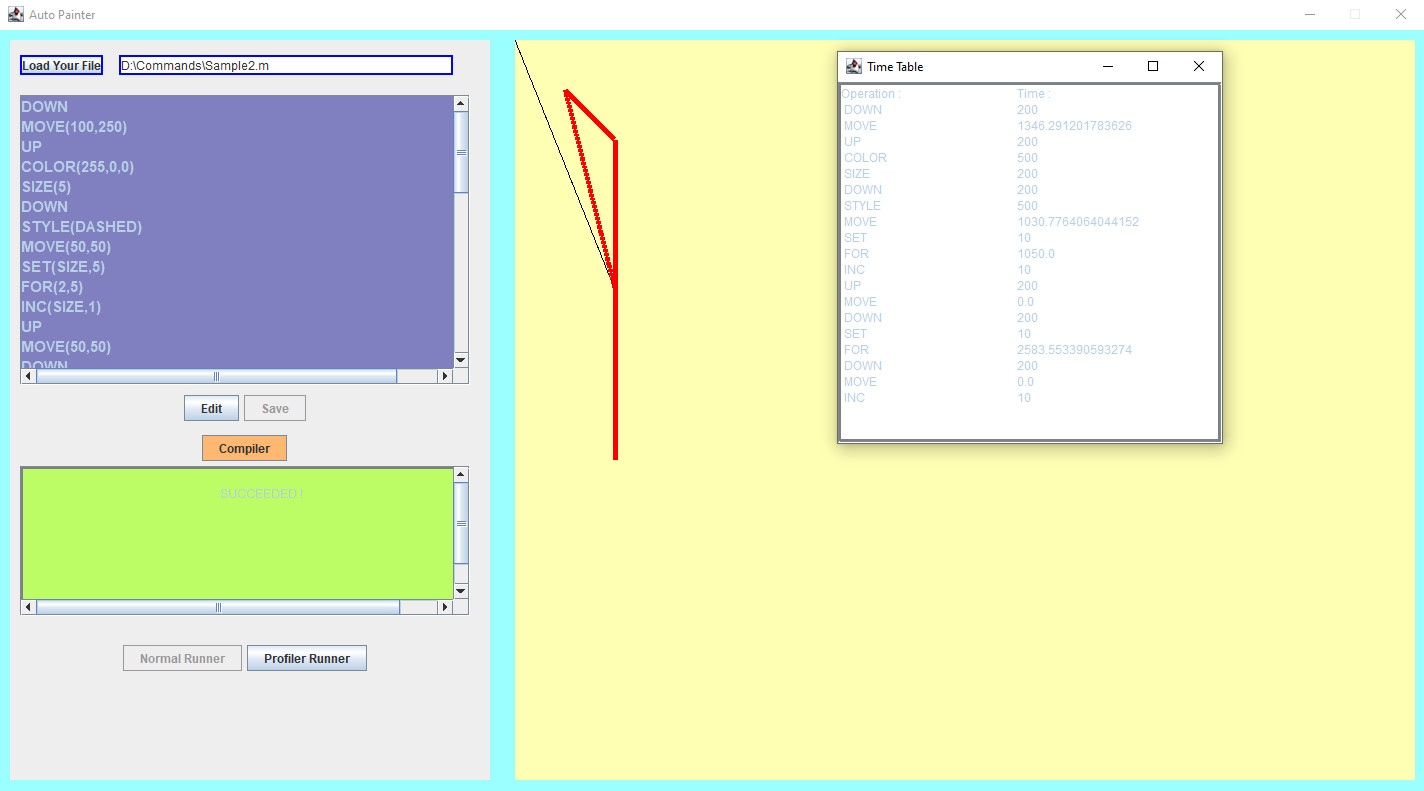 Auto Painter
Load Your File D:\Commands\Sample2.m
DOWN
MOVE(100,250)
UP
COLOR(255,0,0)
SIZE(5)
DOWN
STYLE(DASHED)
MOVE(50,50)
SET(SIZE,5)
FOR(2,5)
INC(SIZE,1)
UP
MOVE(50,50)
DOWN
Edit Save
Compiler
SUCCEEDED !
Normal Runner Profiler Runner
Time Table
Operation : Time :
DOWN 200
MOVE 1346.291201783626
UP 200
COLOR 500
SIZE 200
DOWN 200
STYLE 500
MOVE 1030.7764064044152
SET 10
FOR 1050.0
INC 10
UP 200
MOVE 0.0
DOWN 200
SET 10
FOR 2583.553390593274
DOWN 200
MOVE 0.0
INC 10